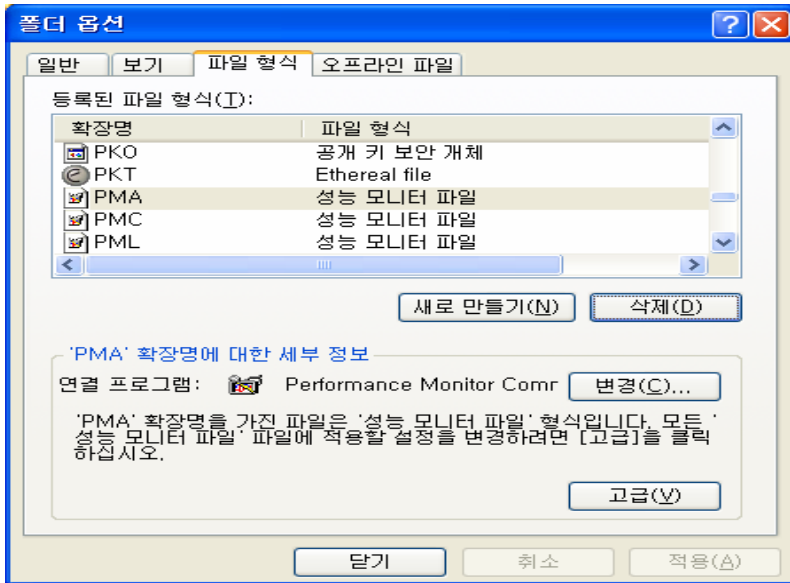 폴더 옵션
일반 보기 파일 형식 오프라인 파일
등록된 파일 형식(T):
확장명 파일 형식
PKO 공개 키 보안 개체
PKT Ethereal file
PMA 성능 모니터 파일
PMC 성능 모니터 파일
PML 성능 모니터 파일
새로 만들기(N) 삭제(D)
'PMA' 확장명에 대한 세부 정보
연결 프로그램: Performance Monitor Comr 변경(C)...
'PMA' 확장명을 가진 파일은 '성능 모니터 파일' 형식입니다. 모든 '
성능 모니터 파일' 파일에 적용할 설정을 변경하려면 [고급]을 클릭
하십시오.
고급(V)
닫기 취소 적용(A)